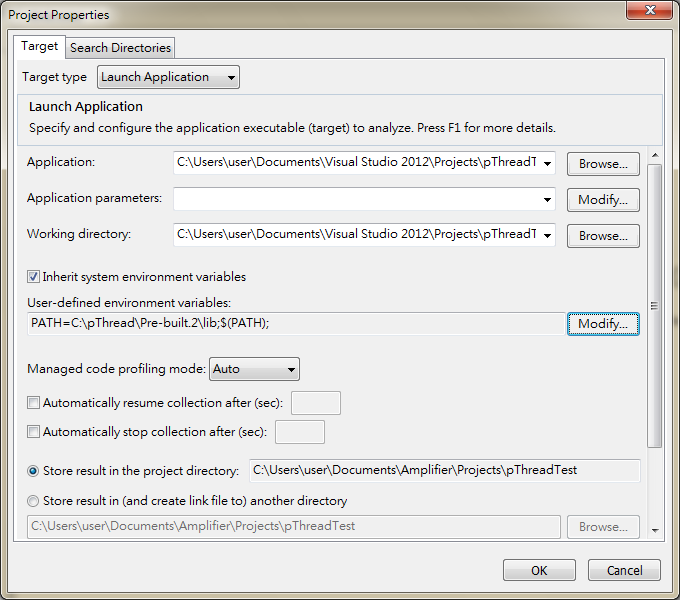 Project Properties
Target
Search Directories
Target type
Launch Application
Launch Application
Specify and configure the application executable (target) to analyze. Press F1 for more details.
Application:
C:\Users\user\Documents\Visual Studio 2012\Projects\pThreadT
Browse...
Application parameters:
Modify...
Working directory:
C:\Users\user\Documents\Visual Studio 2012\Projects\pThreadT
Browse...
Inherit system environment variables
User-defined environment variables:
PATH=C:\pThread\Pre-built.2\lib;$(PATH);
Modify...
Managed code profiling mode:
Auto
Automatically resume collection after (sec):
Automatically stop collection after (sec):
Store result in the project directory:
C:\Users\user\Documents\Amplifier\Projects\pThreadTest
Store result in (and create link file to) another directory
C:\Users\user\Documents\Amplifier\Projects\pThreadTest
Browse...
OK
Cancel